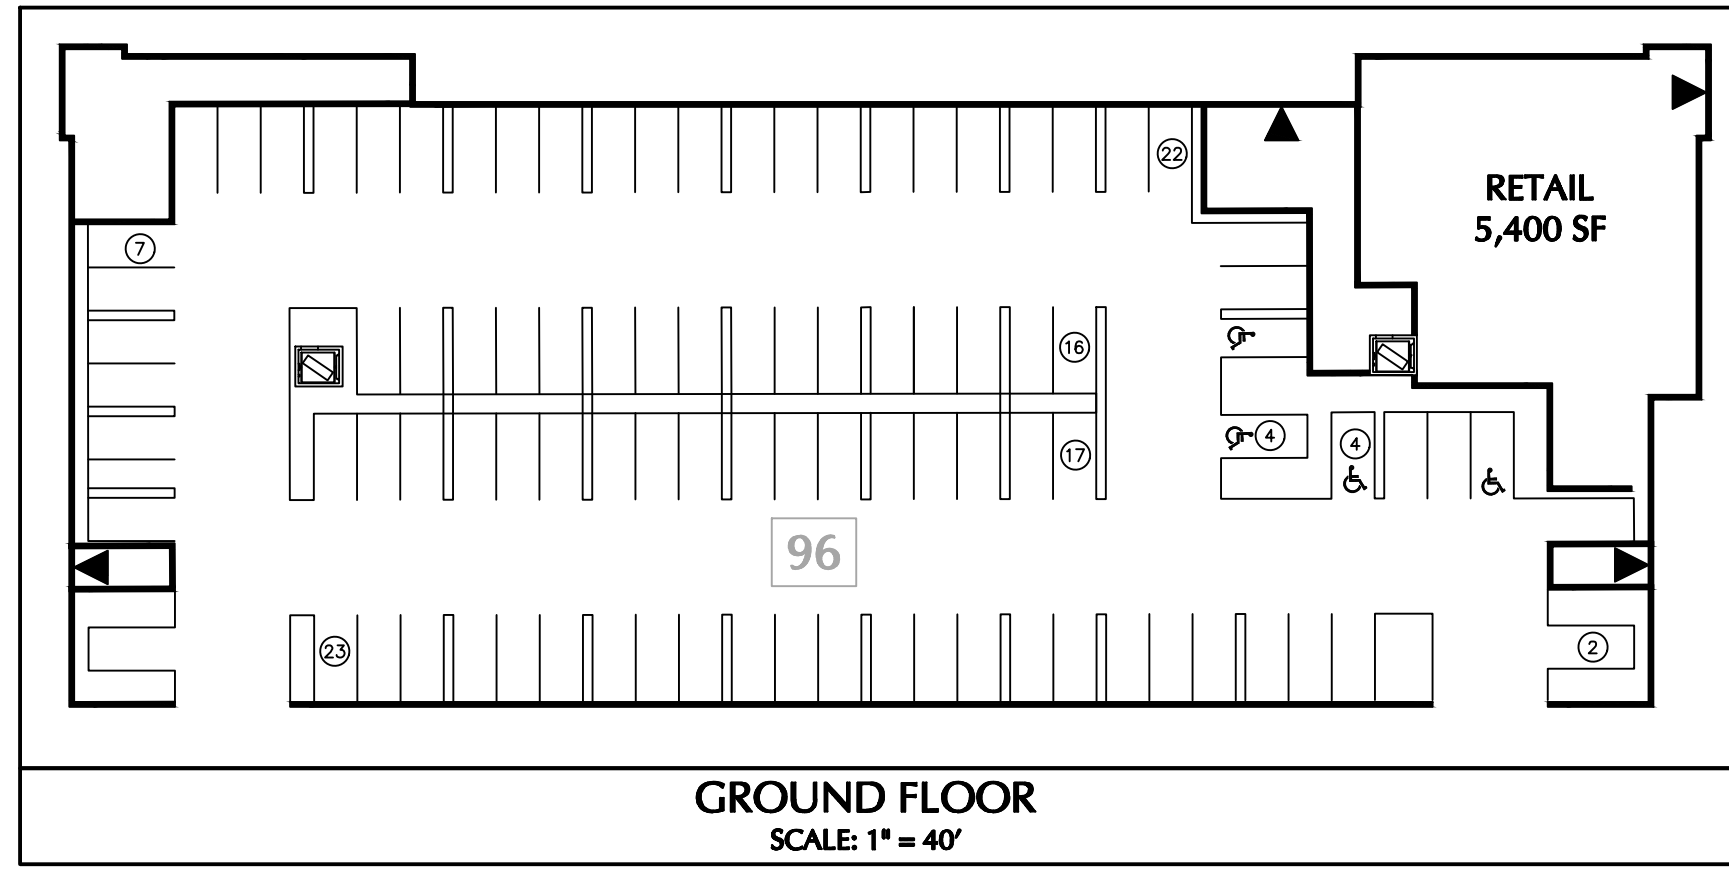 22
RETAIL
5,400 SF
7
16
4
4
17
96
23
2
GROUND FLOOR
SCALE: 1" = 40'